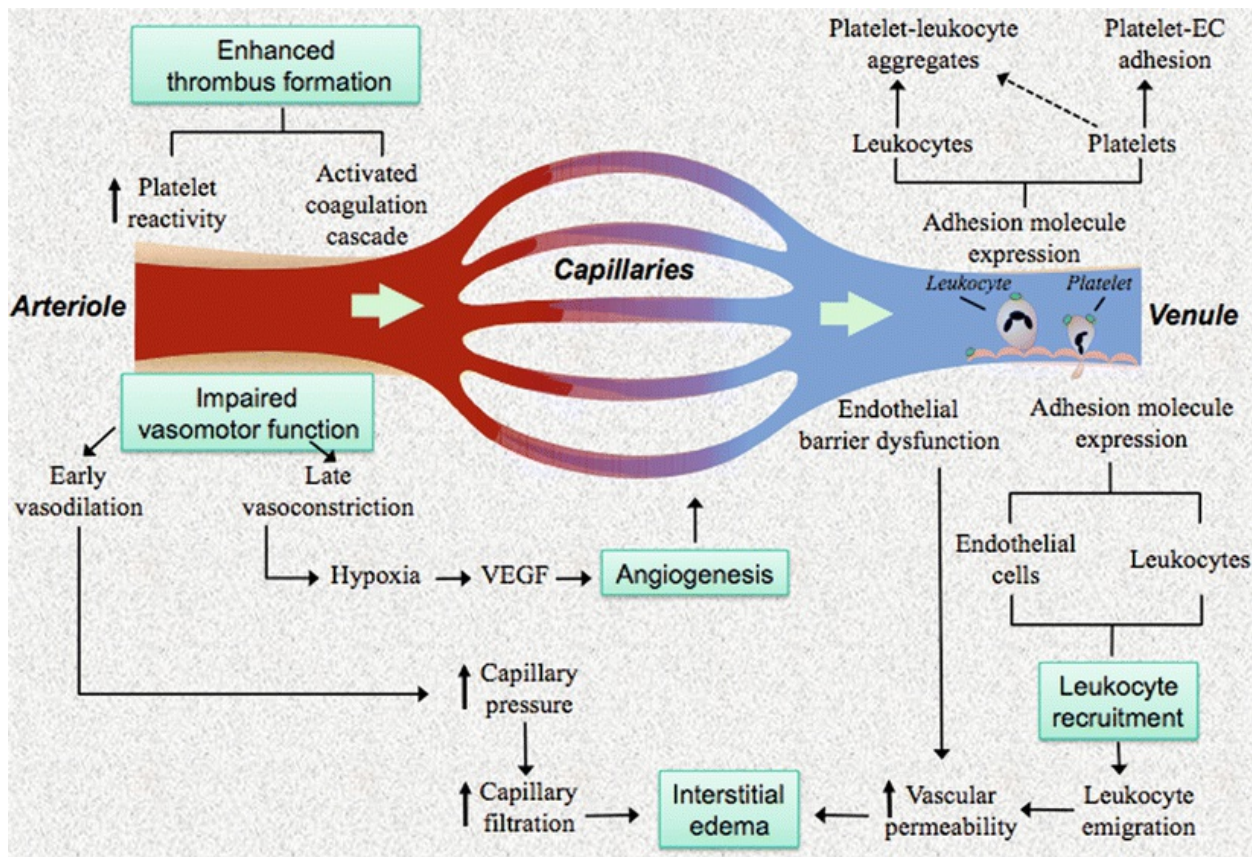 Enhanced
thrombus formation
Platelet
reactivity
Activated
coagulation
cascade
Platelet-leukocyte
aggregates
Platelet-EC
adhesion
Leukocytes
Platelets
Adhesion molecule
expression
Arteriole
Capillaries
Leukocyte
Platelet
Venule
Impaired
vasomotor function
Early
vasodilation
Late
vasoconstriction
Hypoxia
VEGF
Angiogenesis
Endothelial
barrier dysfunction
Adhesion molecule
expression
Endothelial
cells
Leukocytes
Leukocyte
recruitment
Capillary
pressure
Capillary
filtration
Interstitial
edema
Vascular
permeability
Leukocyte
emigration